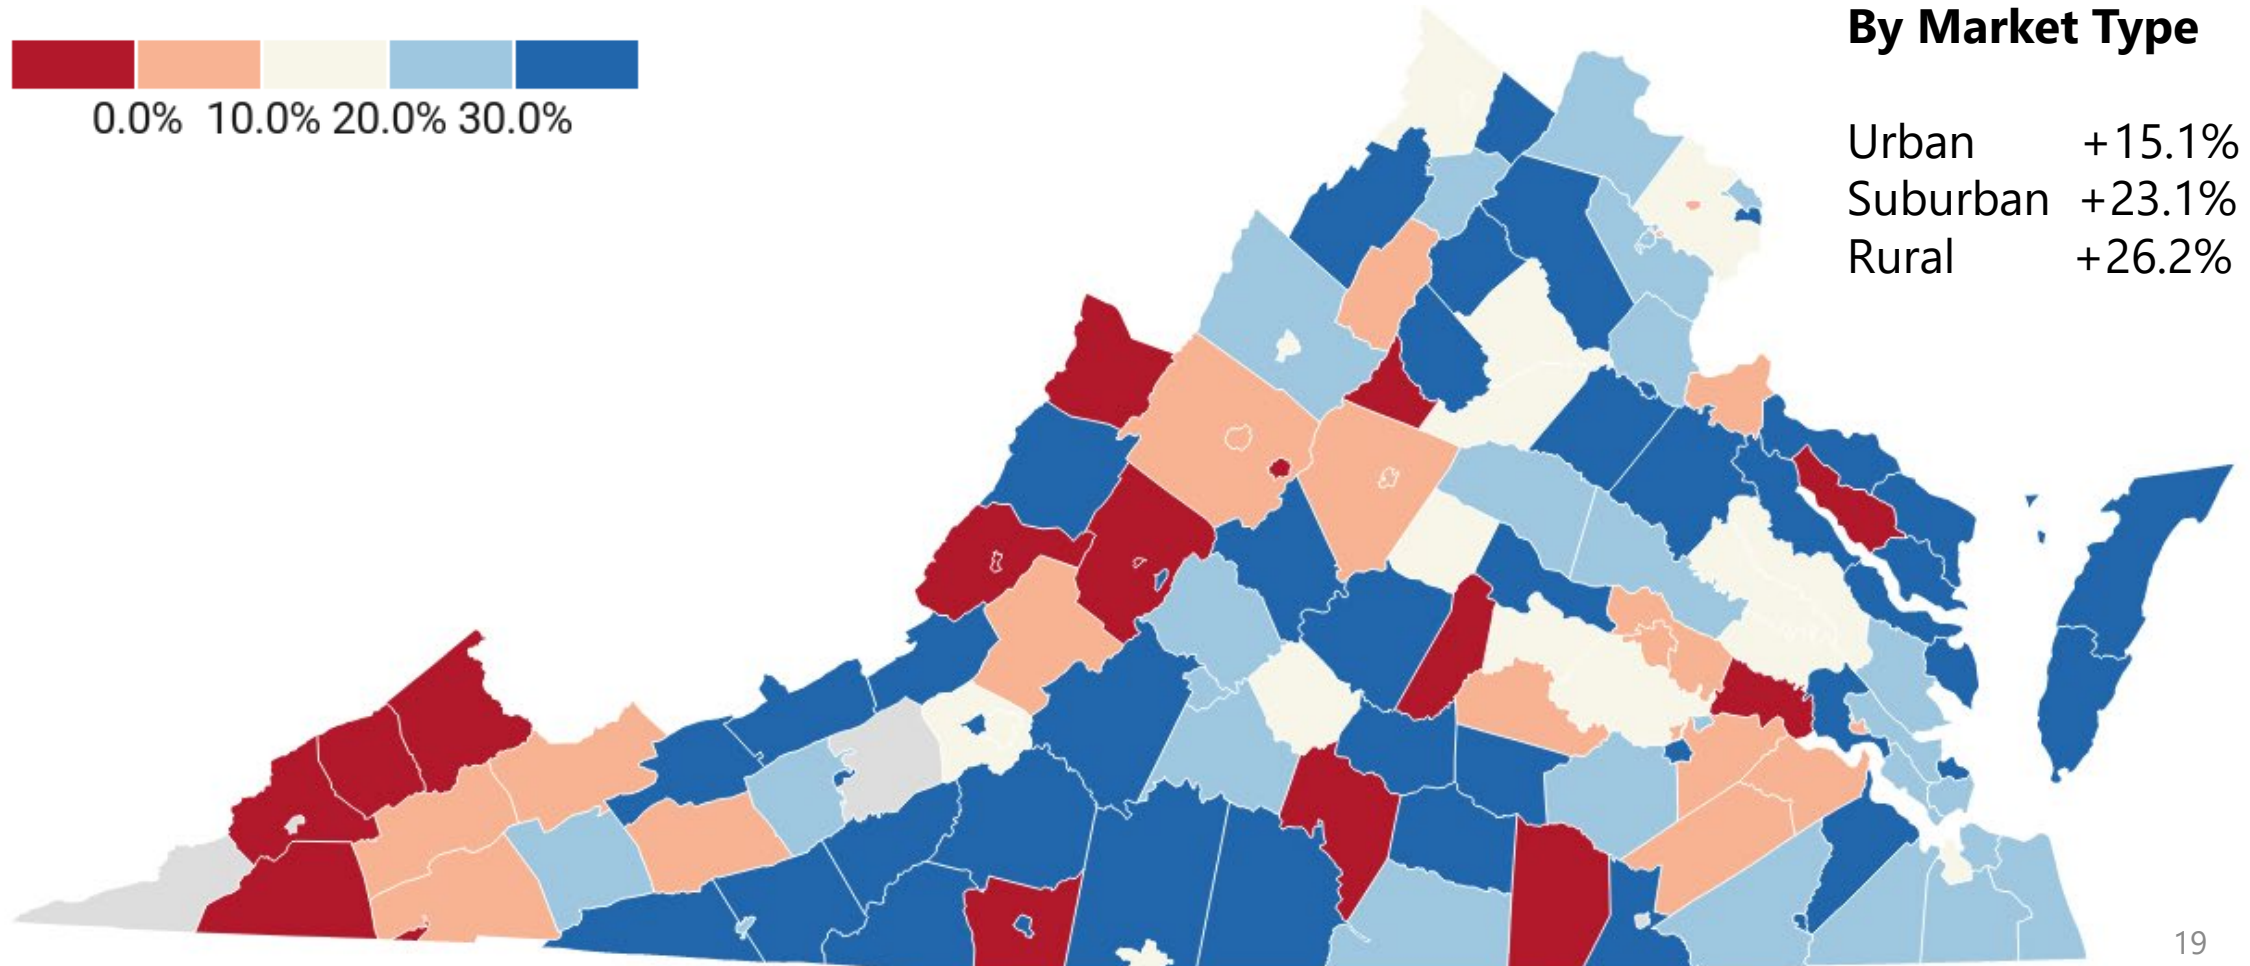 By Market Type
0.0% 10.0% 20.0% 30.0%
Urban +15.1%
Suburban +23.1%
Rural +26.2%
19